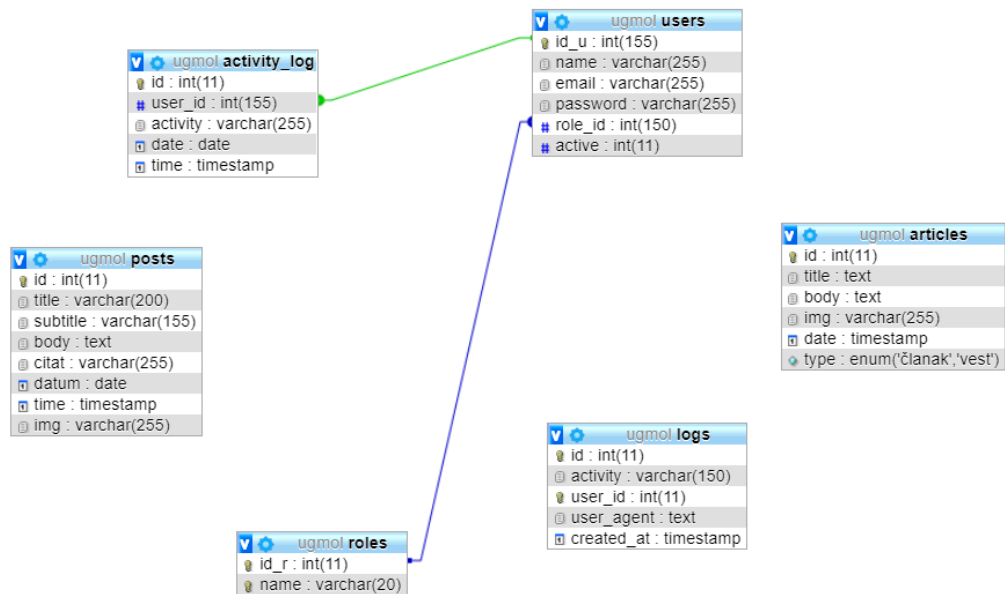 ugmol activity_log
id : int(11)
user_id : int(155)
activity : varchar(255)
date : date
time : timestamp
ugmol users
id_u : int(155)
name : varchar(255)
email : varchar(255)
password : varchar(255)
role_id : int(150)
active : int(11)
ugmol posts
id : int(11)
title : varchar(200)
subtitle : varchar(155)
body : text
citat : varchar(255)
datum : date
time : timestamp
img : varchar(255)
ugmol articles
id : int(11)
title : text
body : text
img : varchar(255)
date : timestamp
type : enum('članak','vest')
ugmol logs
id : int(11)
activity : varchar(150)
user_id : int(11)
user_agent : text
created_at : timestamp
ugmol roles
id_r : int(11)
name : varchar(20)